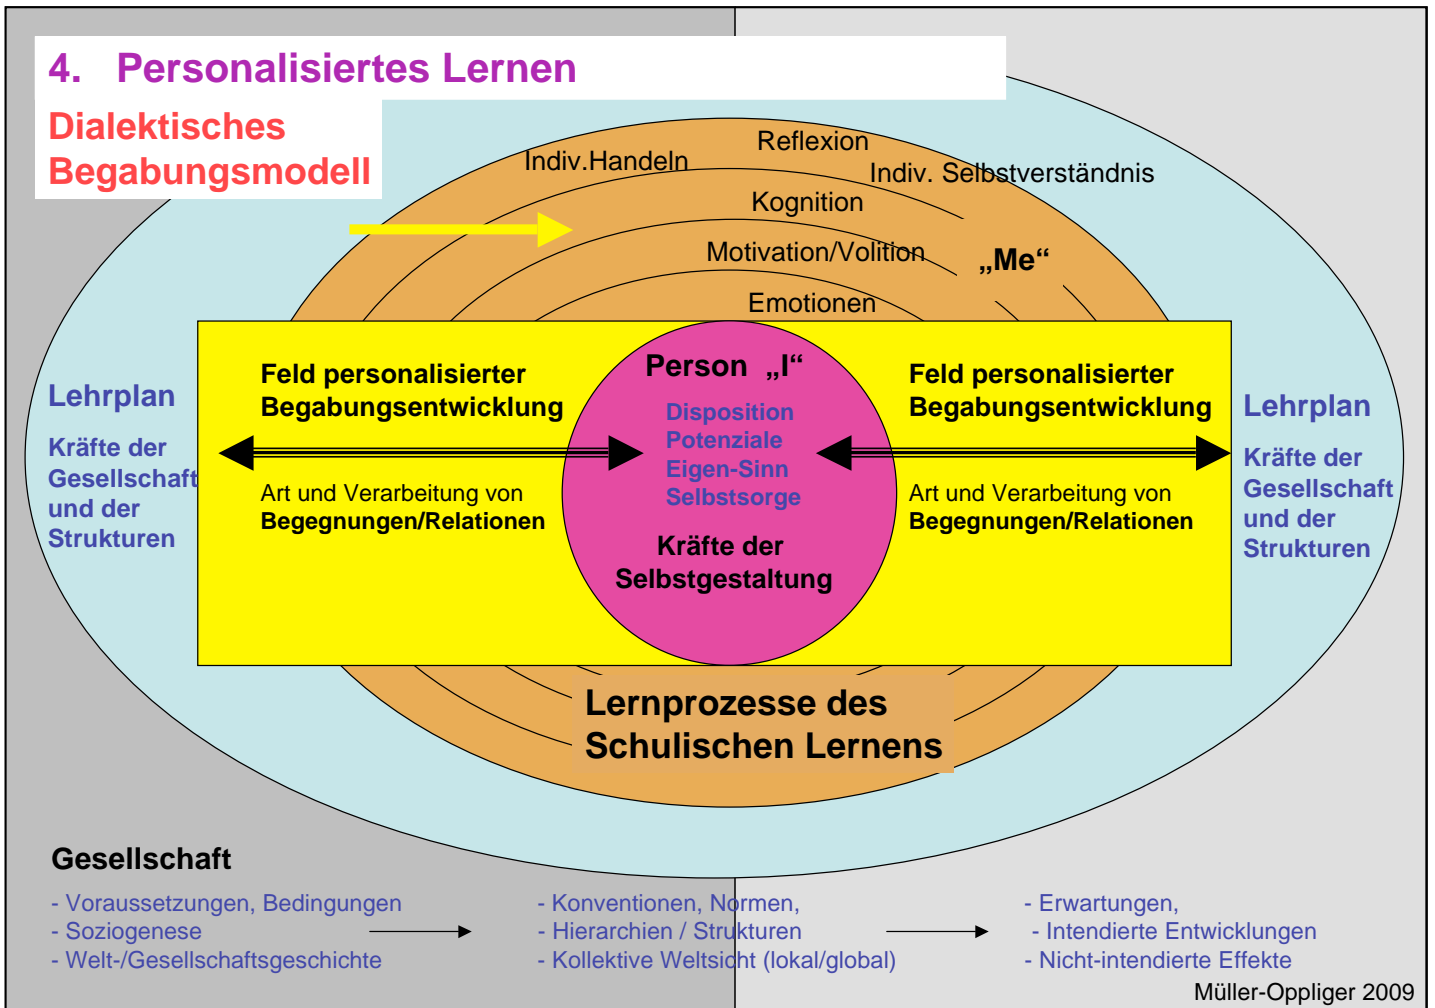 4. Personalisiertes Lernen
Dialektisches
Begabungsmodell
Reflexion
Indiv.Handeln
Indiv. Selbstverständnis
Kognition
Motivation/Volition
„Me“
Emotionen
Lehrplan
Kräfte der
Gesellschaft
und der
Strukturen
Feld personalisierter
Begabungsentwicklung
Art und Verarbeitung von
Begegnungen/Relationen
Person „I“
Disposition
Potenziale
Eigen-Sinn
Selbstsorge
Kräfte der
Selbstgestaltung
Feld personalisierter
Begabungsentwicklung
Art und Verarbeitung von
Begegnungen/Relationen
Lehrplan
Kräfte der
Gesellschaft
und der
Strukturen
Lernprozesse des
Schulischen Lernens
Gesellschaft
- Voraussetzungen, Bedingungen
- Soziogenese
- Welt-/Gesellschaftsgeschichte
- Konventionen, Normen,
- Hierarchien / Strukturen
- Kollektive Weltsicht (lokal/global)
- Erwartungen,
- Intendierte Entwicklungen
- Nicht-intendierte Effekte
Müller-Oppliger 2009